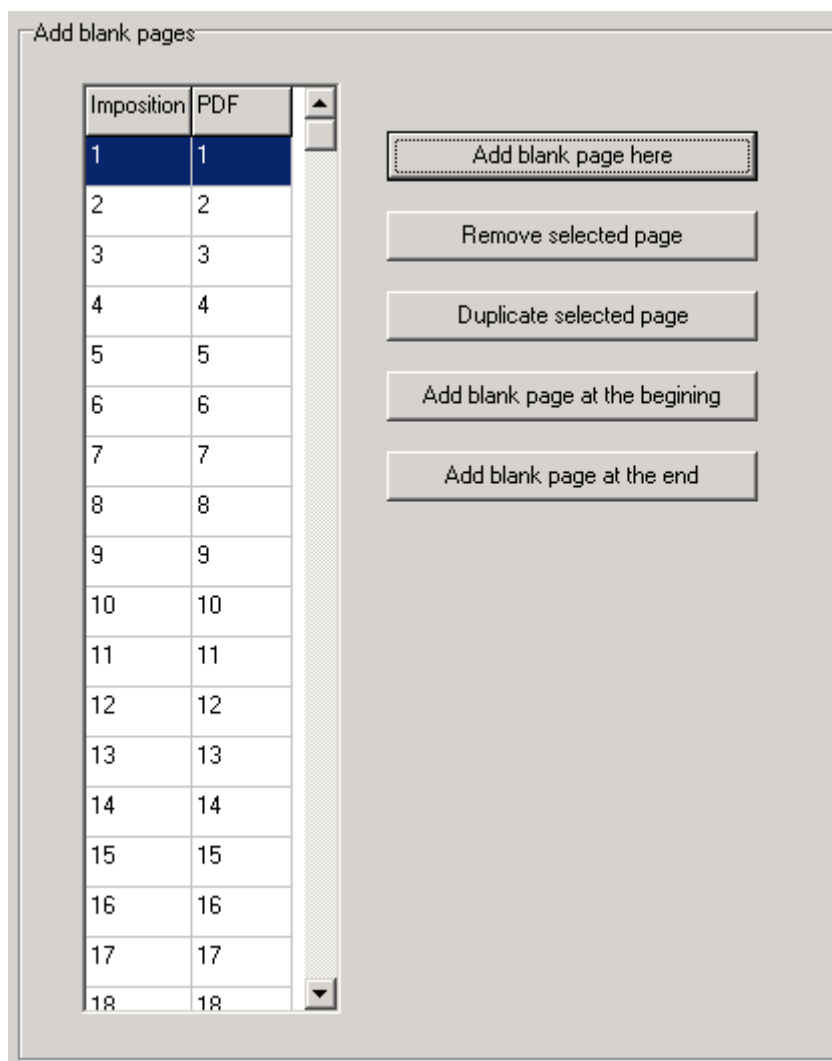 Add blank pages
Imposition PDF
1 1
2 2
3 3
4 4
5 5
6 6
7 7
8 8
9 9
10 10
11 11
12 12
13 13
14 14
15 15
16 16
17 17
18 18
Add blank page here
Remove selected page
Duplicate selected page
Add blank page at the begining
Add blank page at the end